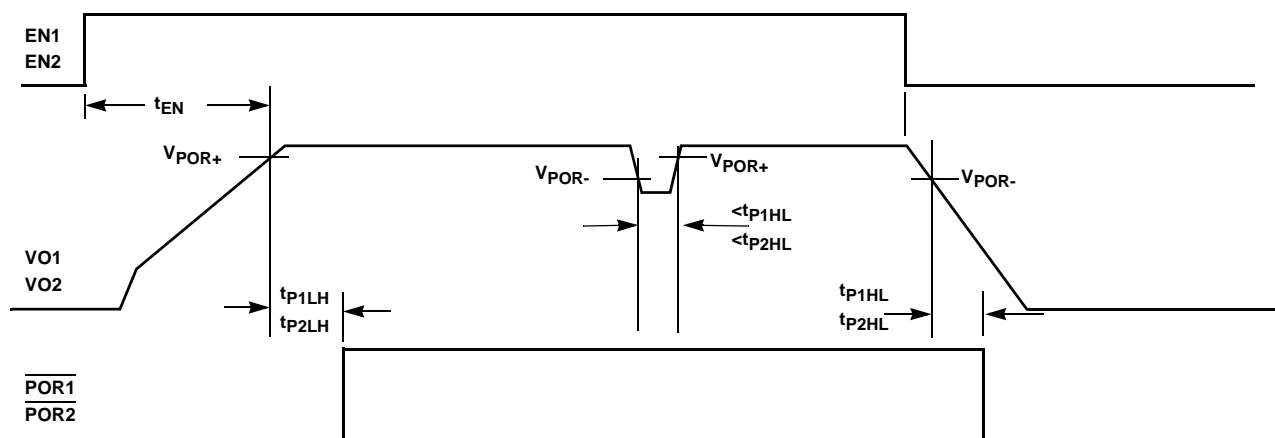 EN1
EN2
tEN
VPOR+
VPOR-
VPOR+
VPOR-
<tP1HL
<tP2HL
VO1
VO2
tP1LH
tP2LH
tP1HL
tP2HL
POR1
POR2